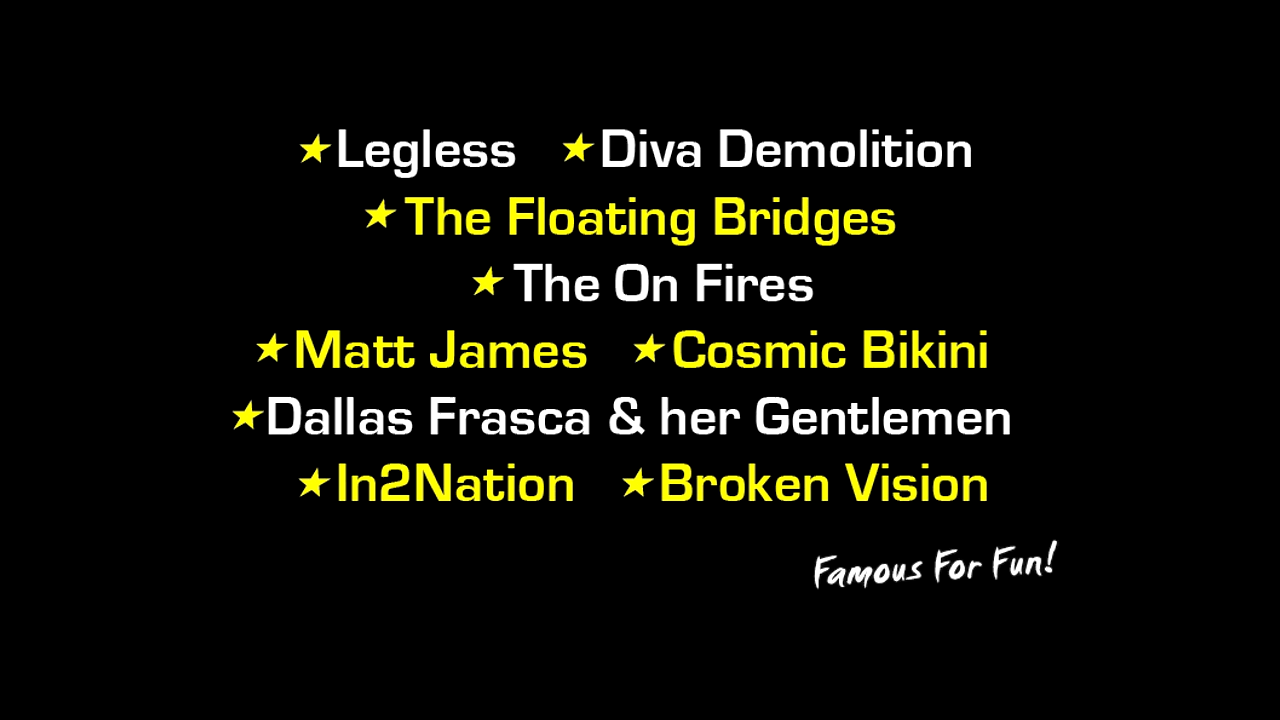 ★Legless ★Diva Demolition
★The Floating Bridges
★The On Fires
★Matt James ★Cosmic Bikini
★Dallas Frasca & her Gentlemen
★In2Nation ★Broken Vision
Famous For Fun!